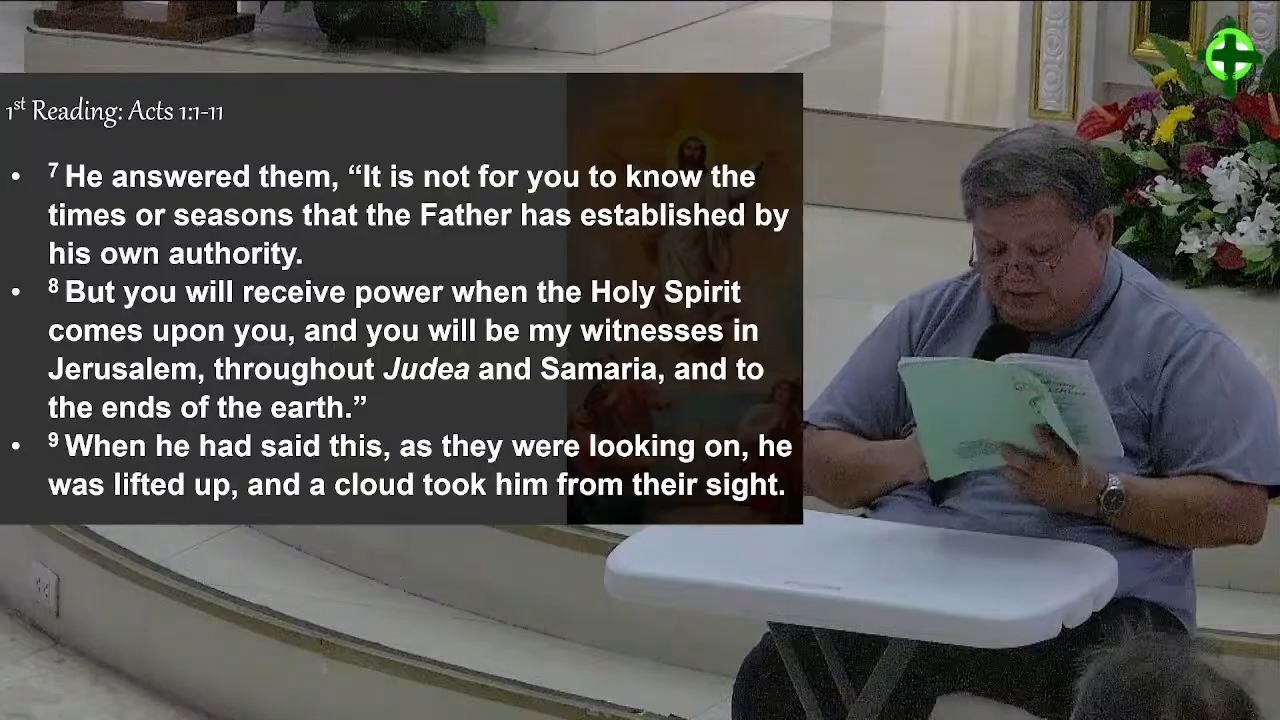 1st Reading: Acts 1:1-11
• 7 He answered them, “It is not for you to know the
times or seasons that the Father has established by
his own authority.
• 8 But you will receive power when the Holy Spirit
comes upon you, and you will be my witnesses in
Jerusalem, throughout Judea and Samaria, and to
the ends of the earth.”
• 9 When he had said this, as they were looking on, he
was lifted up, and a cloud took him from their sight.